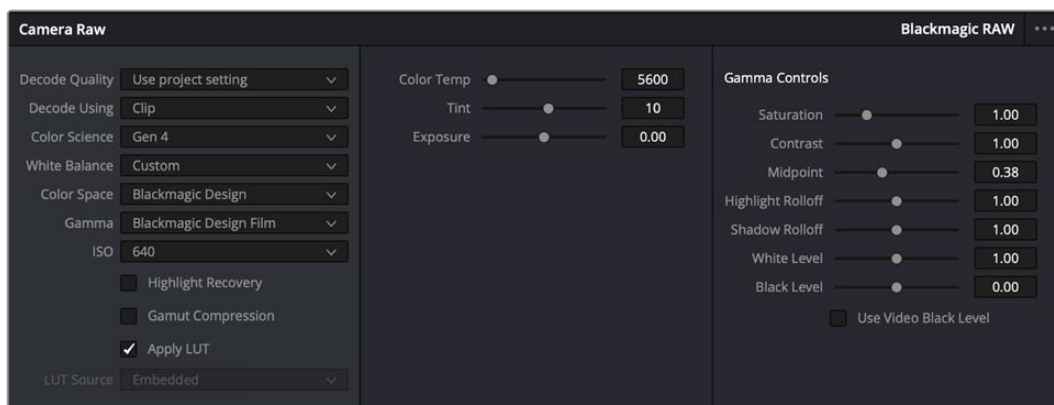 Camera Raw
Blackmagic RAW
Decode Quality Use project setting
Decode Using Clip
Color Science Gen 4
White Balance Custom
Color Space Blackmagic Design
Gamma Blackmagic Design Film
ISO 640
Highlight Recovery
Gamut Compression
Apply LUT
LUT Source Embedded
Color Temp 5600
Tint 10
Exposure 0.00
Gamma Controls
Saturation 1.00
Contrast 1.00
Midpoint 0.38
Highlight Rolloff 1.00
Shadow Rolloff 1.00
White Level 1.00
Black Level 0.00
Use Video Black Level